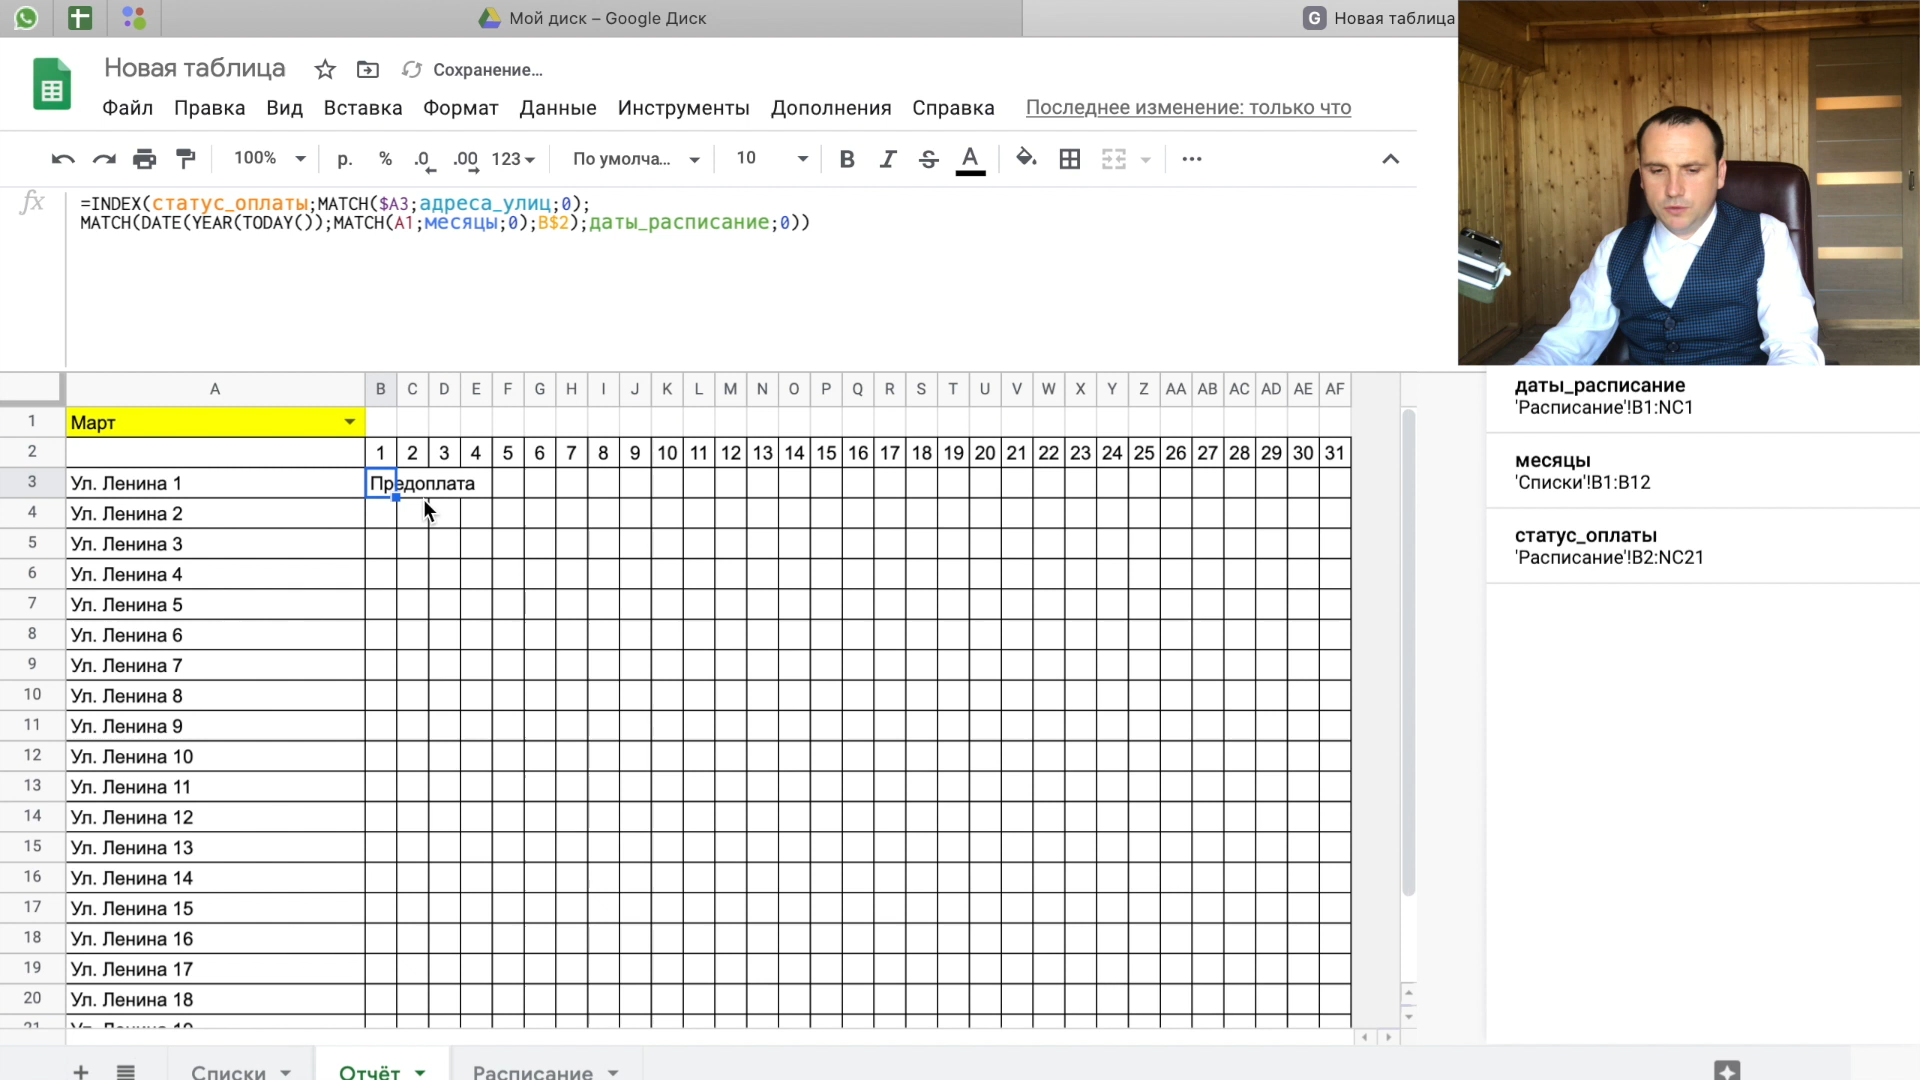 Мой диск – Google Диск
G Новая таблица
Новая таблица
Сохранение...
Файл Правка Вид Вставка Формат Данные Инструменты Дополнения Справка Последнее изменение: только что
100% р. % .0 .00 123 По умолча... 10 B I S A
fx
=INDEX(статус_оплаты;MATCH($A3;адреса_улиц;0);
MATCH(DATE(YEAR(TODAY());MATCH(A1;месяцы;0);B$2);даты_расписание;0))
A B C D E F G H I J K L M N O P Q R S T U V W X Y Z AA AB AC AD AE AF
1 Март
2 1 2 3 4 5 6 7 8 9 10 11 12 13 14 15 16 17 18 19 20 21 22 23 24 25 26 27 28 29 30 31
3 Ул. Ленина 1 Предоплата
4 Ул. Ленина 2
5 Ул. Ленина 3
6 Ул. Ленина 4
7 Ул. Ленина 5
8 Ул. Ленина 6
9 Ул. Ленина 7
10 Ул. Ленина 8
11 Ул. Ленина 9
12 Ул. Ленина 10
13 Ул. Ленина 11
14 Ул. Ленина 12
15 Ул. Ленина 13
16 Ул. Ленина 14
17 Ул. Ленина 15
18 Ул. Ленина 16
19 Ул. Ленина 17
20 Ул. Ленина 18
даты_расписание
'Расписание'!B1:NC1
месяцы
'Списки'!B1:B12
статус_оплаты
'Расписание'!B2:NC21
Списки Отчёт Расписание